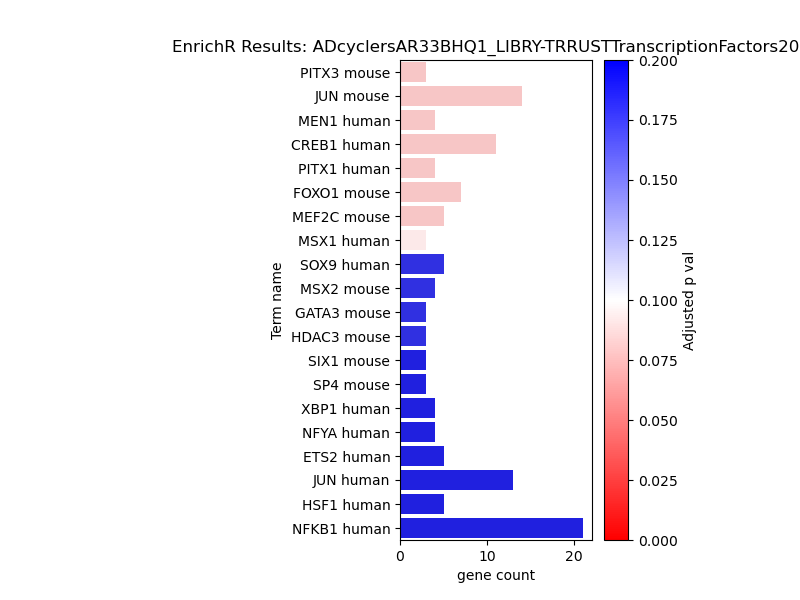 EnrichR Results: ADcyclersAR33BHQ1_LIBRY-TRRUSTTranscriptionFactors20
PITX3 mouse
JUN mouse
MEN1 human
CREB1 human
PITX1 human
FOXO1 mouse
MEF2C mouse
MSX1 human
SOX9 human
MSX2 mouse
GATA3 mouse
HDAC3 mouse
SIX1 mouse
SP4 mouse
XBP1 human
NFYA human
ETS2 human
JUN human
HSF1 human
NFKB1 human
Term name
0 10 20
gene count
0.200
0.175
0.150
0.125
0.100
0.075
0.050
0.025
0.000
Adjusted p val